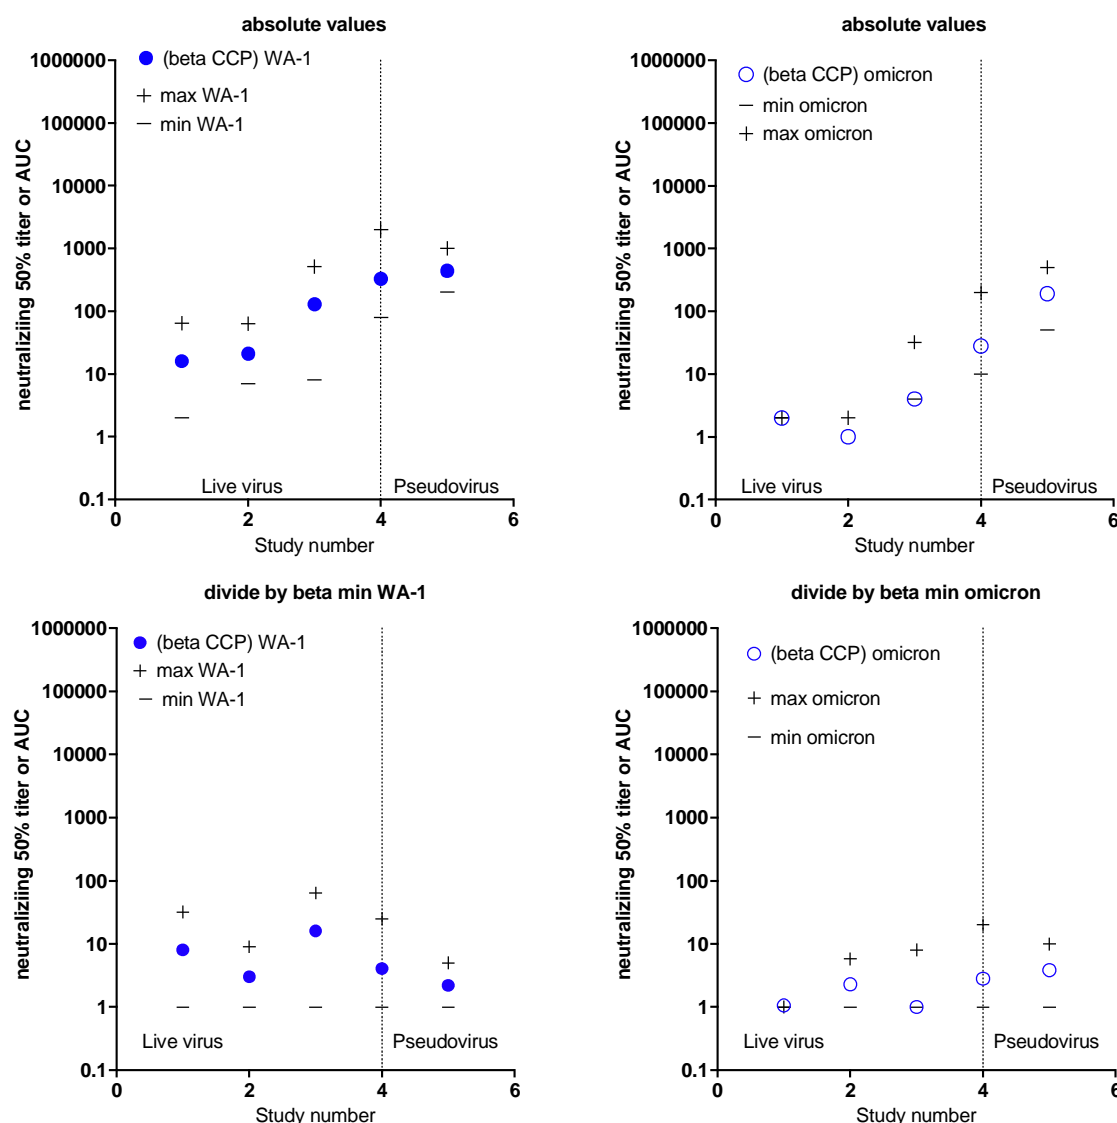 absolute values
(beta CCP) WA-1
max WA-1
min WA-1
neutraliziing 50% titer or AUC
1000000
100000
10000
1000
100
10
1
0.1
Live virus
Pseudovirus
0 2 4 6
Study number
absolute values
(beta CCP) omicron
min omicron
max omicron
neutraliziing 50% titer or AUC
1000000
100000
10000
1000
100
10
1
0.1
Live virus
Pseudovirus
0 2 4 6
Study number
divide by beta min WA-1
(beta CCP) WA-1
max WA-1
min WA-1
neutraliziing 50% titer or AUC
1000000
100000
10000
1000
100
10
1
0.1
Live virus
Pseudovirus
0 2 4 6
Study number
divide by beta min omicron
(beta CCP) omicron
max omicron
min omicron
neutraliziing 50% titer or AUC
1000000
100000
10000
1000
100
10
1
0.1
Live virus
Pseudovirus
0 2 4 6
Study number